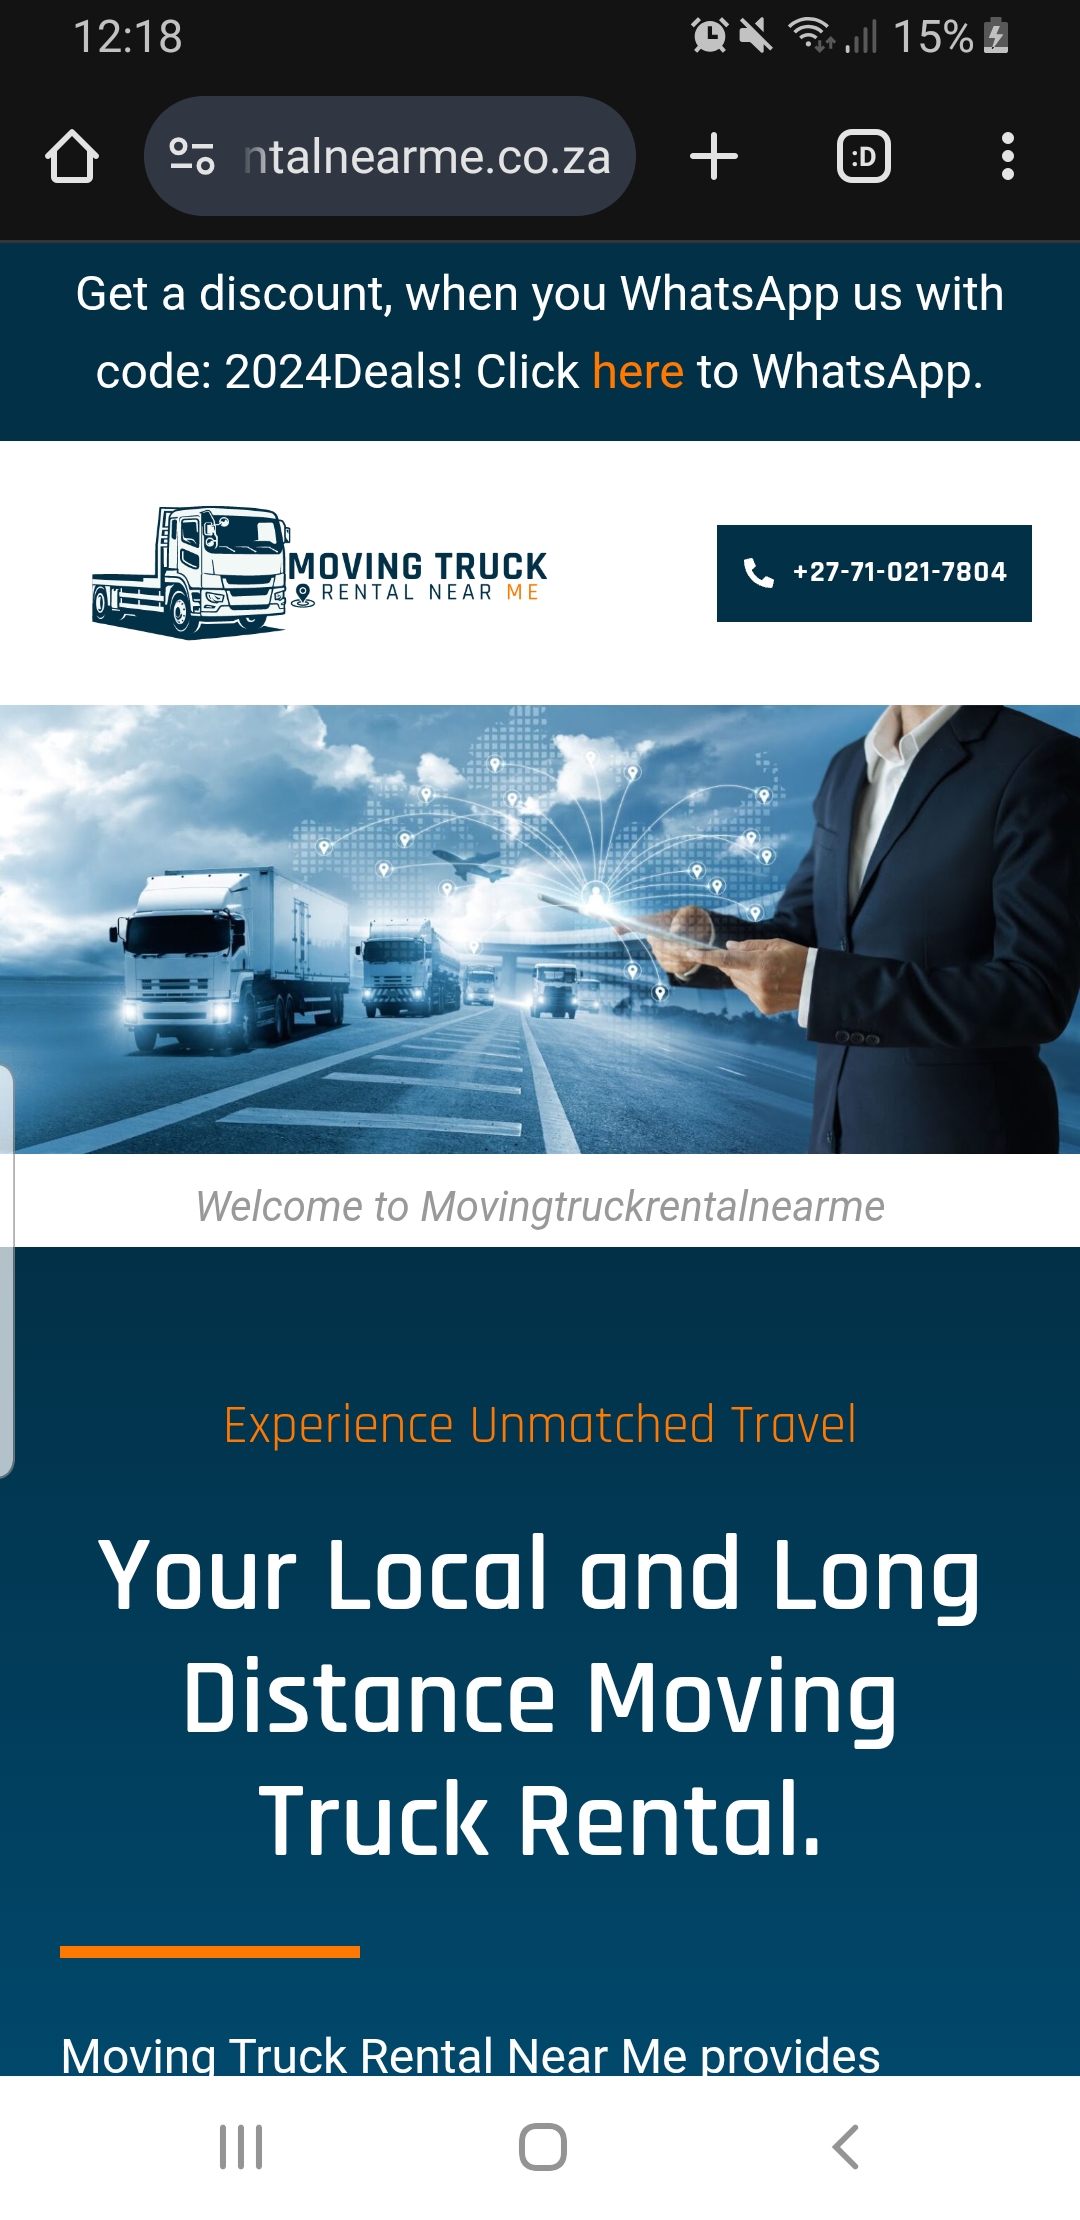 12:18
15%
ntalnearme.co.za
:D
Get a discount, when you WhatsApp us with
code: 2024Deals! Click here to WhatsApp.
MOVING TRUCK
RENTAL NEAR ME
+27-71-021-7804
Welcome to Movingtruckrentalnearme
Experience Unmatched Travel
Your Local and Long
Distance Moving
Truck Rental.
Moving Truck Rental Near Me provides